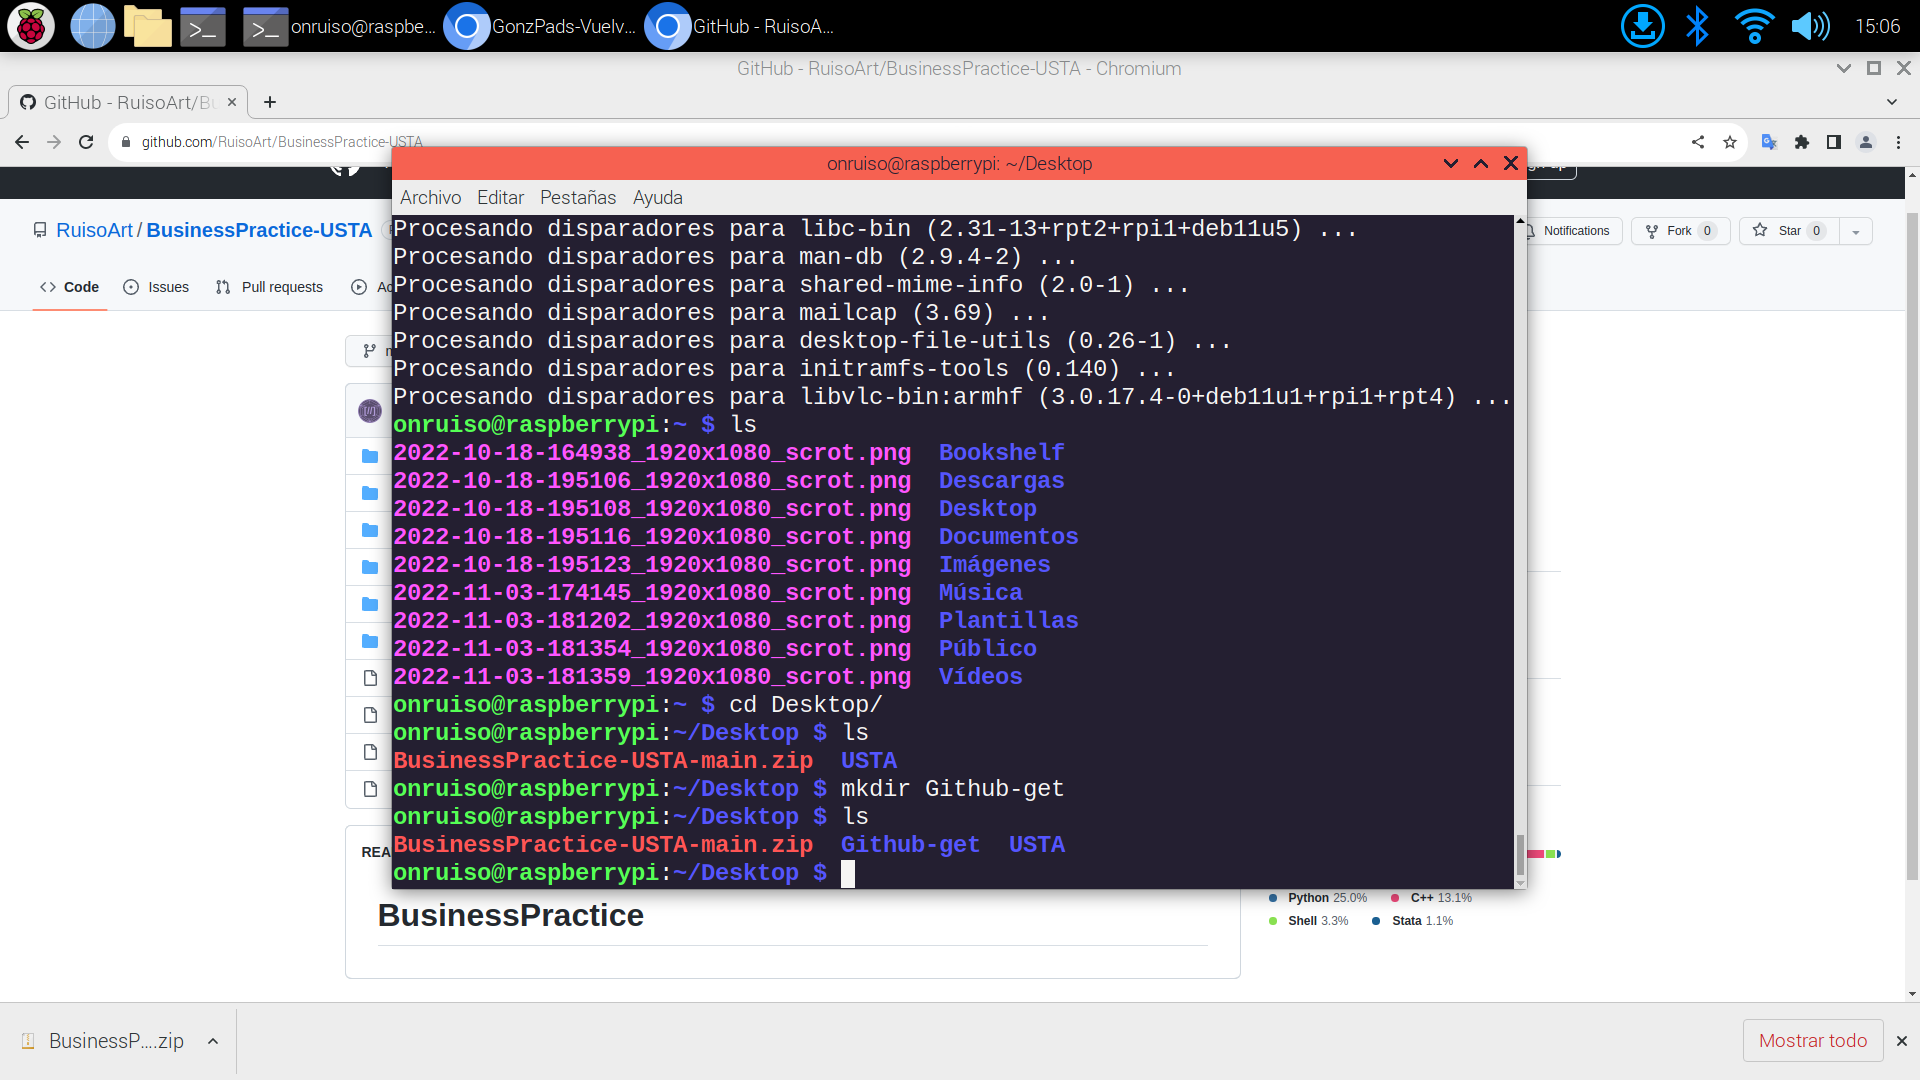 onruiso@raspbe... GonzPads-Vuelv... GitHub - RuisoA... 15:06
GitHub - RuisoArt/BusinessPractice-USTA - Chromium
GitHub - RuisoArt/Bu
github.com/RuisoArt/BusinessPractice-USTA
onruiso@raspberrypi: ~/Desktop
Archivo Editar Pestañas Ayuda
RuisoArt / BusinessPractice-USTA
Notifications Fork 0 Star 0
Code Issues Pull requests Ac
Procesando disparadores para libc-bin (2.31-13+rpt2+rpi1+deb11u5) ...
Procesando disparadores para man-db (2.9.4-2) ...
Procesando disparadores para shared-mime-info (2.0-1) ...
Procesando disparadores para mailcap (3.69) ...
Procesando disparadores para desktop-file-utils (0.26-1) ...
Procesando disparadores para initramfs-tools (0.140) ...
Procesando disparadores para libvlc-bin:armhf (3.0.17.4-0+deb11u1+rpi1+rpt4) ...
onruiso@raspberrypi:~ $ ls
2022-10-18-164938_1920x1080_scrot.png Bookshelf
2022-10-18-195106_1920x1080_scrot.png Descargas
2022-10-18-195108_1920x1080_scrot.png Desktop
2022-10-18-195116_1920x1080_scrot.png Documentos
2022-10-18-195123_1920x1080_scrot.png Imágenes
2022-11-03-174145_1920x1080_scrot.png Música
2022-11-03-181202_1920x1080_scrot.png Plantillas
2022-11-03-181354_1920x1080_scrot.png Público
2022-11-03-181359_1920x1080_scrot.png Vídeos
onruiso@raspberrypi:~ $ cd Desktop/
onruiso@raspberrypi:~/Desktop $ ls
BusinessPractice-USTA-main.zip USTA
onruiso@raspberrypi:~/Desktop $ mkdir Github-get
onruiso@raspberrypi:~/Desktop $ ls
BusinessPractice-USTA-main.zip Github-get USTA
onruiso@raspberrypi:~/Desktop $
REA
BusinessPractice
Python 25.0% C++ 13.1%
Shell 3.3% Stata 1.1%
BusinessP....zip
Mostrar todo